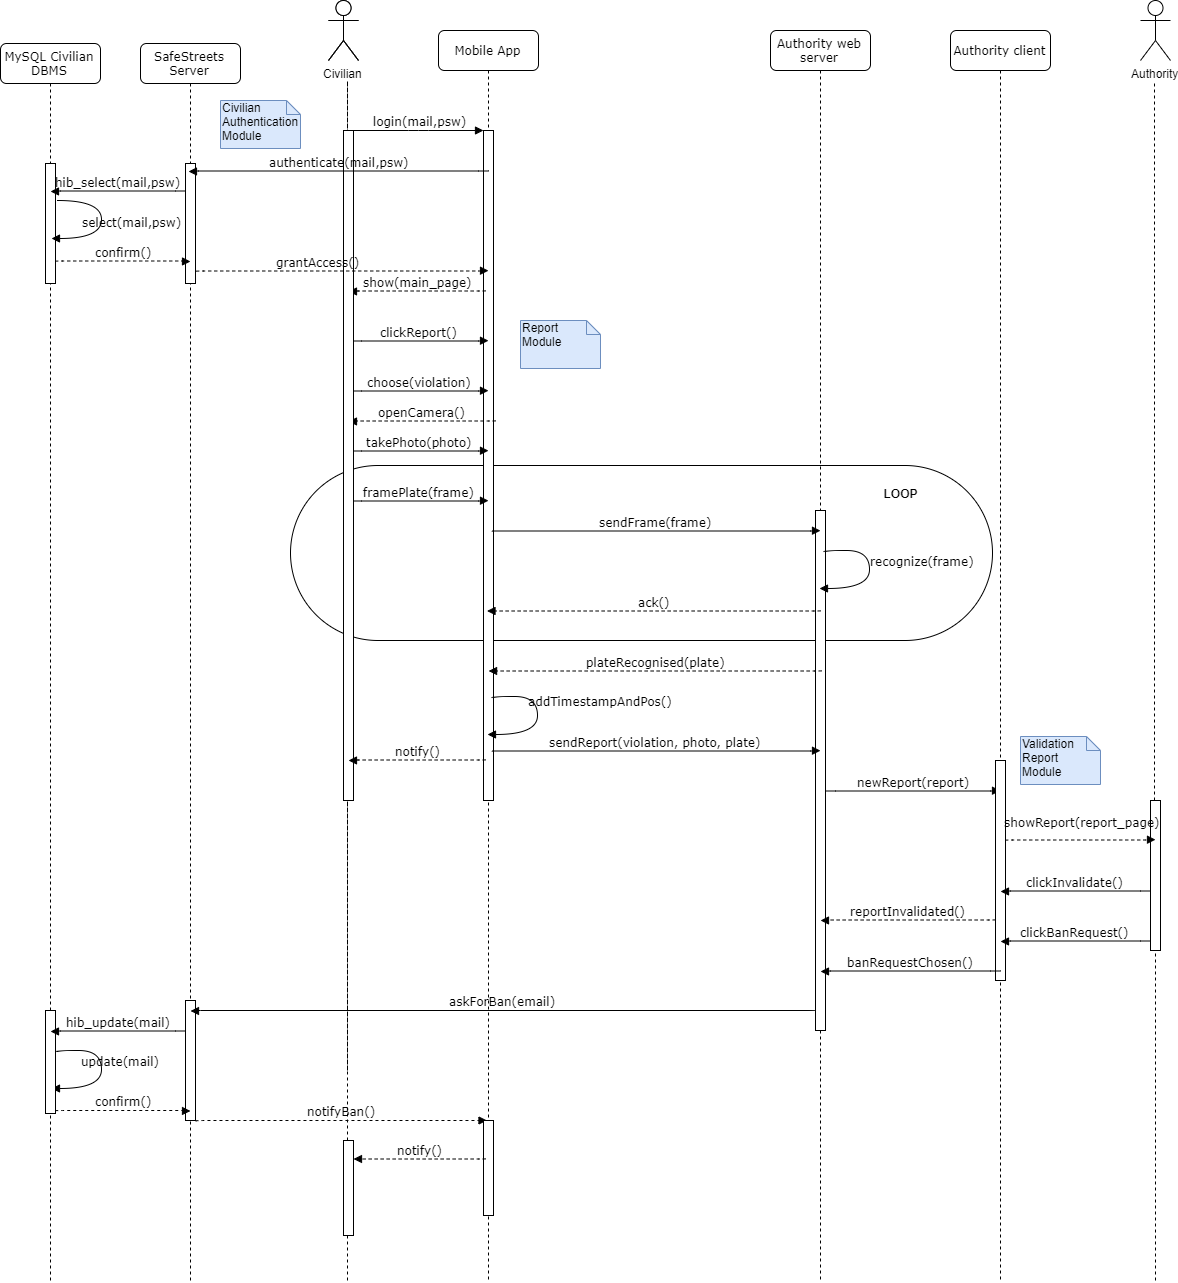 MySQL Civilian
DBMS
SafeStreets
Server
Civilian
Mobile App
Authority web
server
Authority client
Authority
Civilian
Authentication
Module
login(mail,psw)
authenticate(mail,psw)
hib_select(mail,psw)
select(mail,psw)
confirm()
grantAccess()
show(main_page)
clickReport()
Report
Module
choose(violation)
openCamera()
takePhoto(photo)
framePlate(frame)
LOOP
sendFrame(frame)
recognize(frame)
ack()
plateRecognised(plate)
addTimestampAndPos()
sendReport(violation, photo, plate)
notify()
Validation
Report
Module
newReport(report)
showReport(report_page)
clickInvalidate()
reportInvalidated()
clickBanRequest()
banRequestChosen()
askForBan(email)
hib_update(mail)
update(mail)
confirm()
notifyBan()
notify()